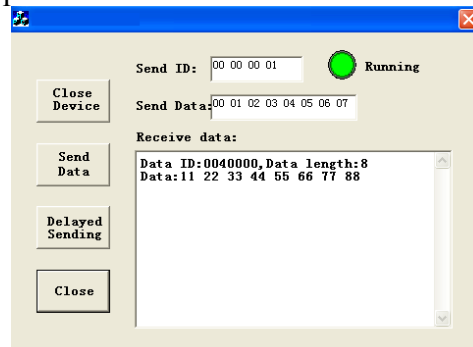 Send ID: 00 00 00 01
Running
Close
Device
Send Data: 00 01 02 03 04 05 06 07
Receive data:
Send
Data
Data ID:0040000,Data length:8
Data:11 22 33 44 55 66 77 88
Delayed
Sending
Close